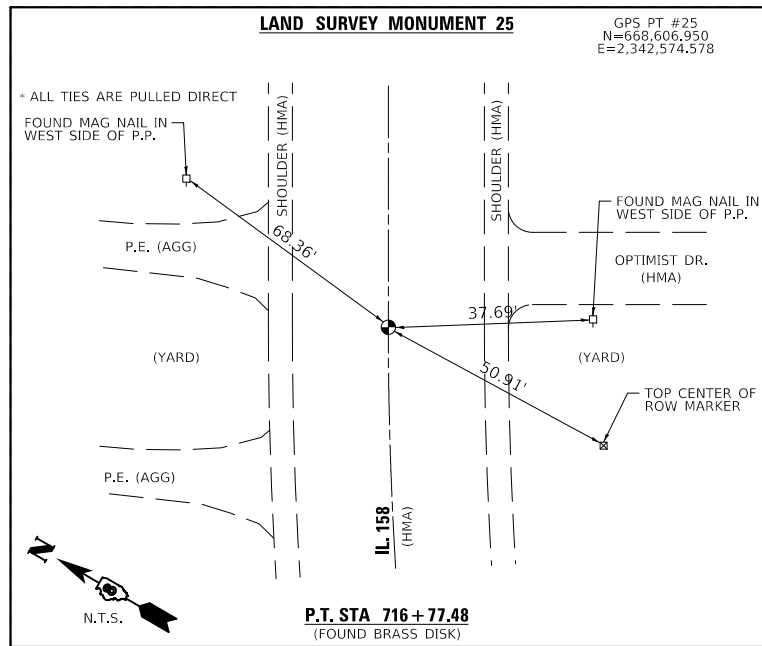 LAND SURVEY MONUMENT 25
GPS PT #25
N=668,606.950
E=2,342,574.578
* ALL TIES ARE PULLED DIRECT
FOUND MAG NAIL IN
WEST SIDE OF P.P.
SHOULDER (HMA)
SHOULDER (HMA)
FOUND MAG NAIL IN
WEST SIDE OF P.P.
68.36'
P.E. (AGG)
OPTIMIST DR.
(HMA)
37.69'
(YARD)
(YARD)
50.91'
TOP CENTER OF
ROW MARKER
P.E. (AGG)
IL. 158
(HMA)
N
N.T.S.
P.T. STA 716+77.48
(FOUND BRASS DISK)